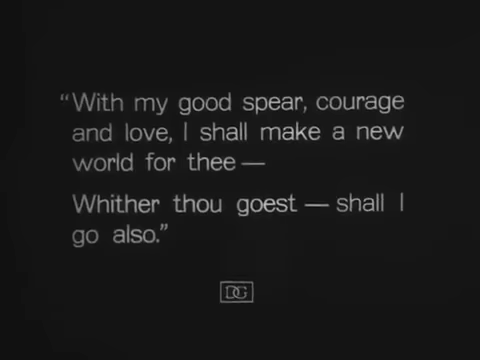 “With my good spear, courage
and love, I shall make a new
world for thee —
Whither thou goest — shall I
go also.”
DG